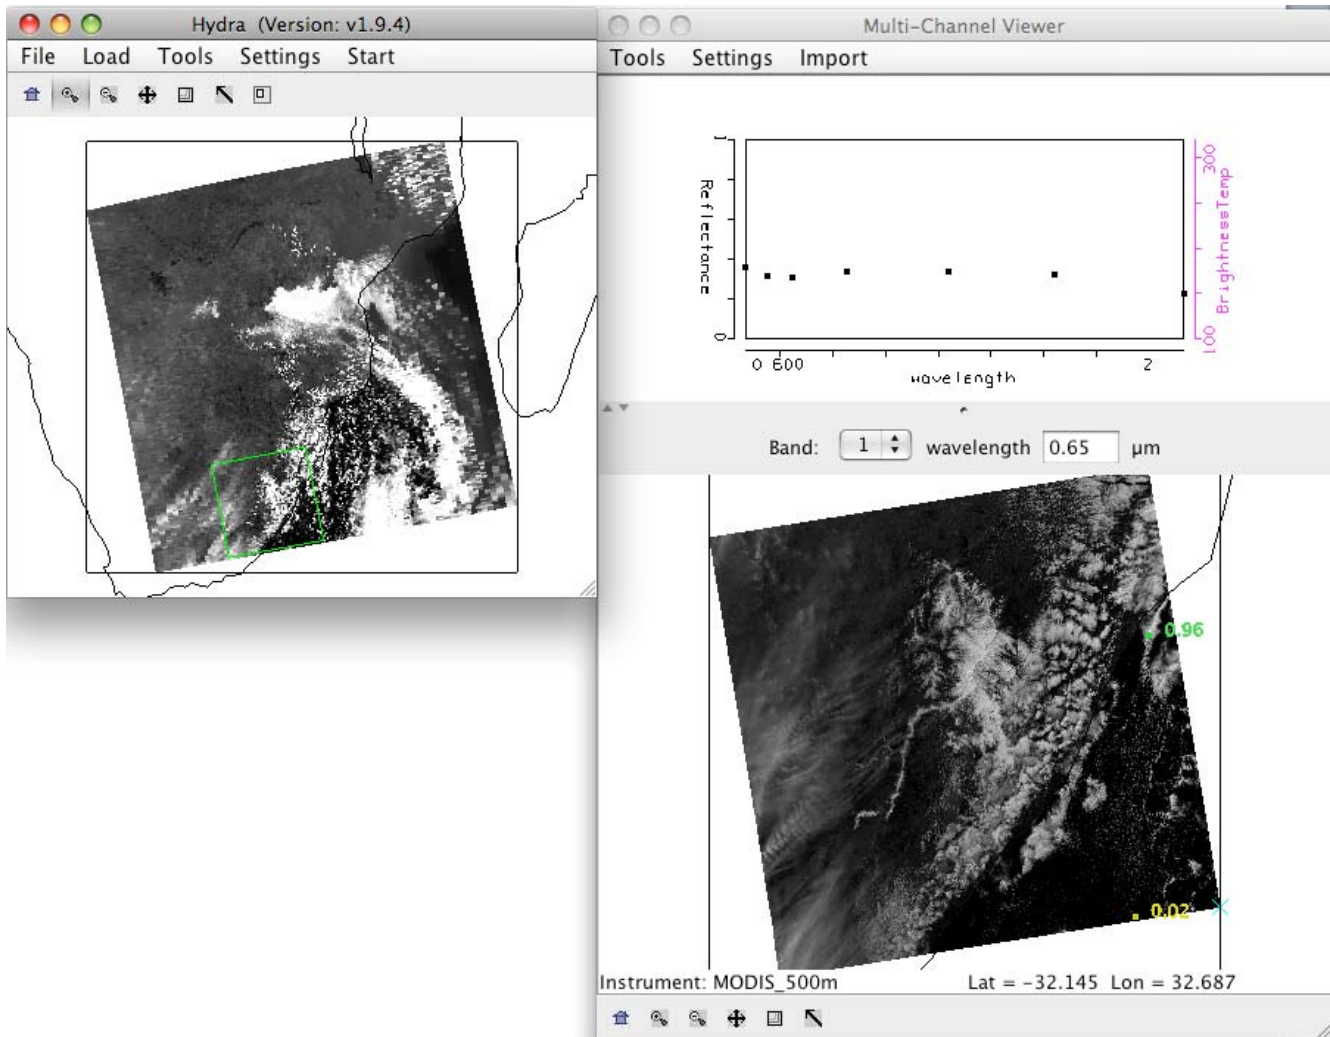 Hydra (Version: v1.9.4)
File Load Tools Settings Start
Multi-Channel Viewer
Tools Settings Import
1
Reflectance
0
300
BrightnessTemp
100
0 600
2
wavelength
Band: 1 wavelength 0.65 µm
0.96
0.02
Instrument: MODIS_500m Lat = -32.145 Lon = 32.687